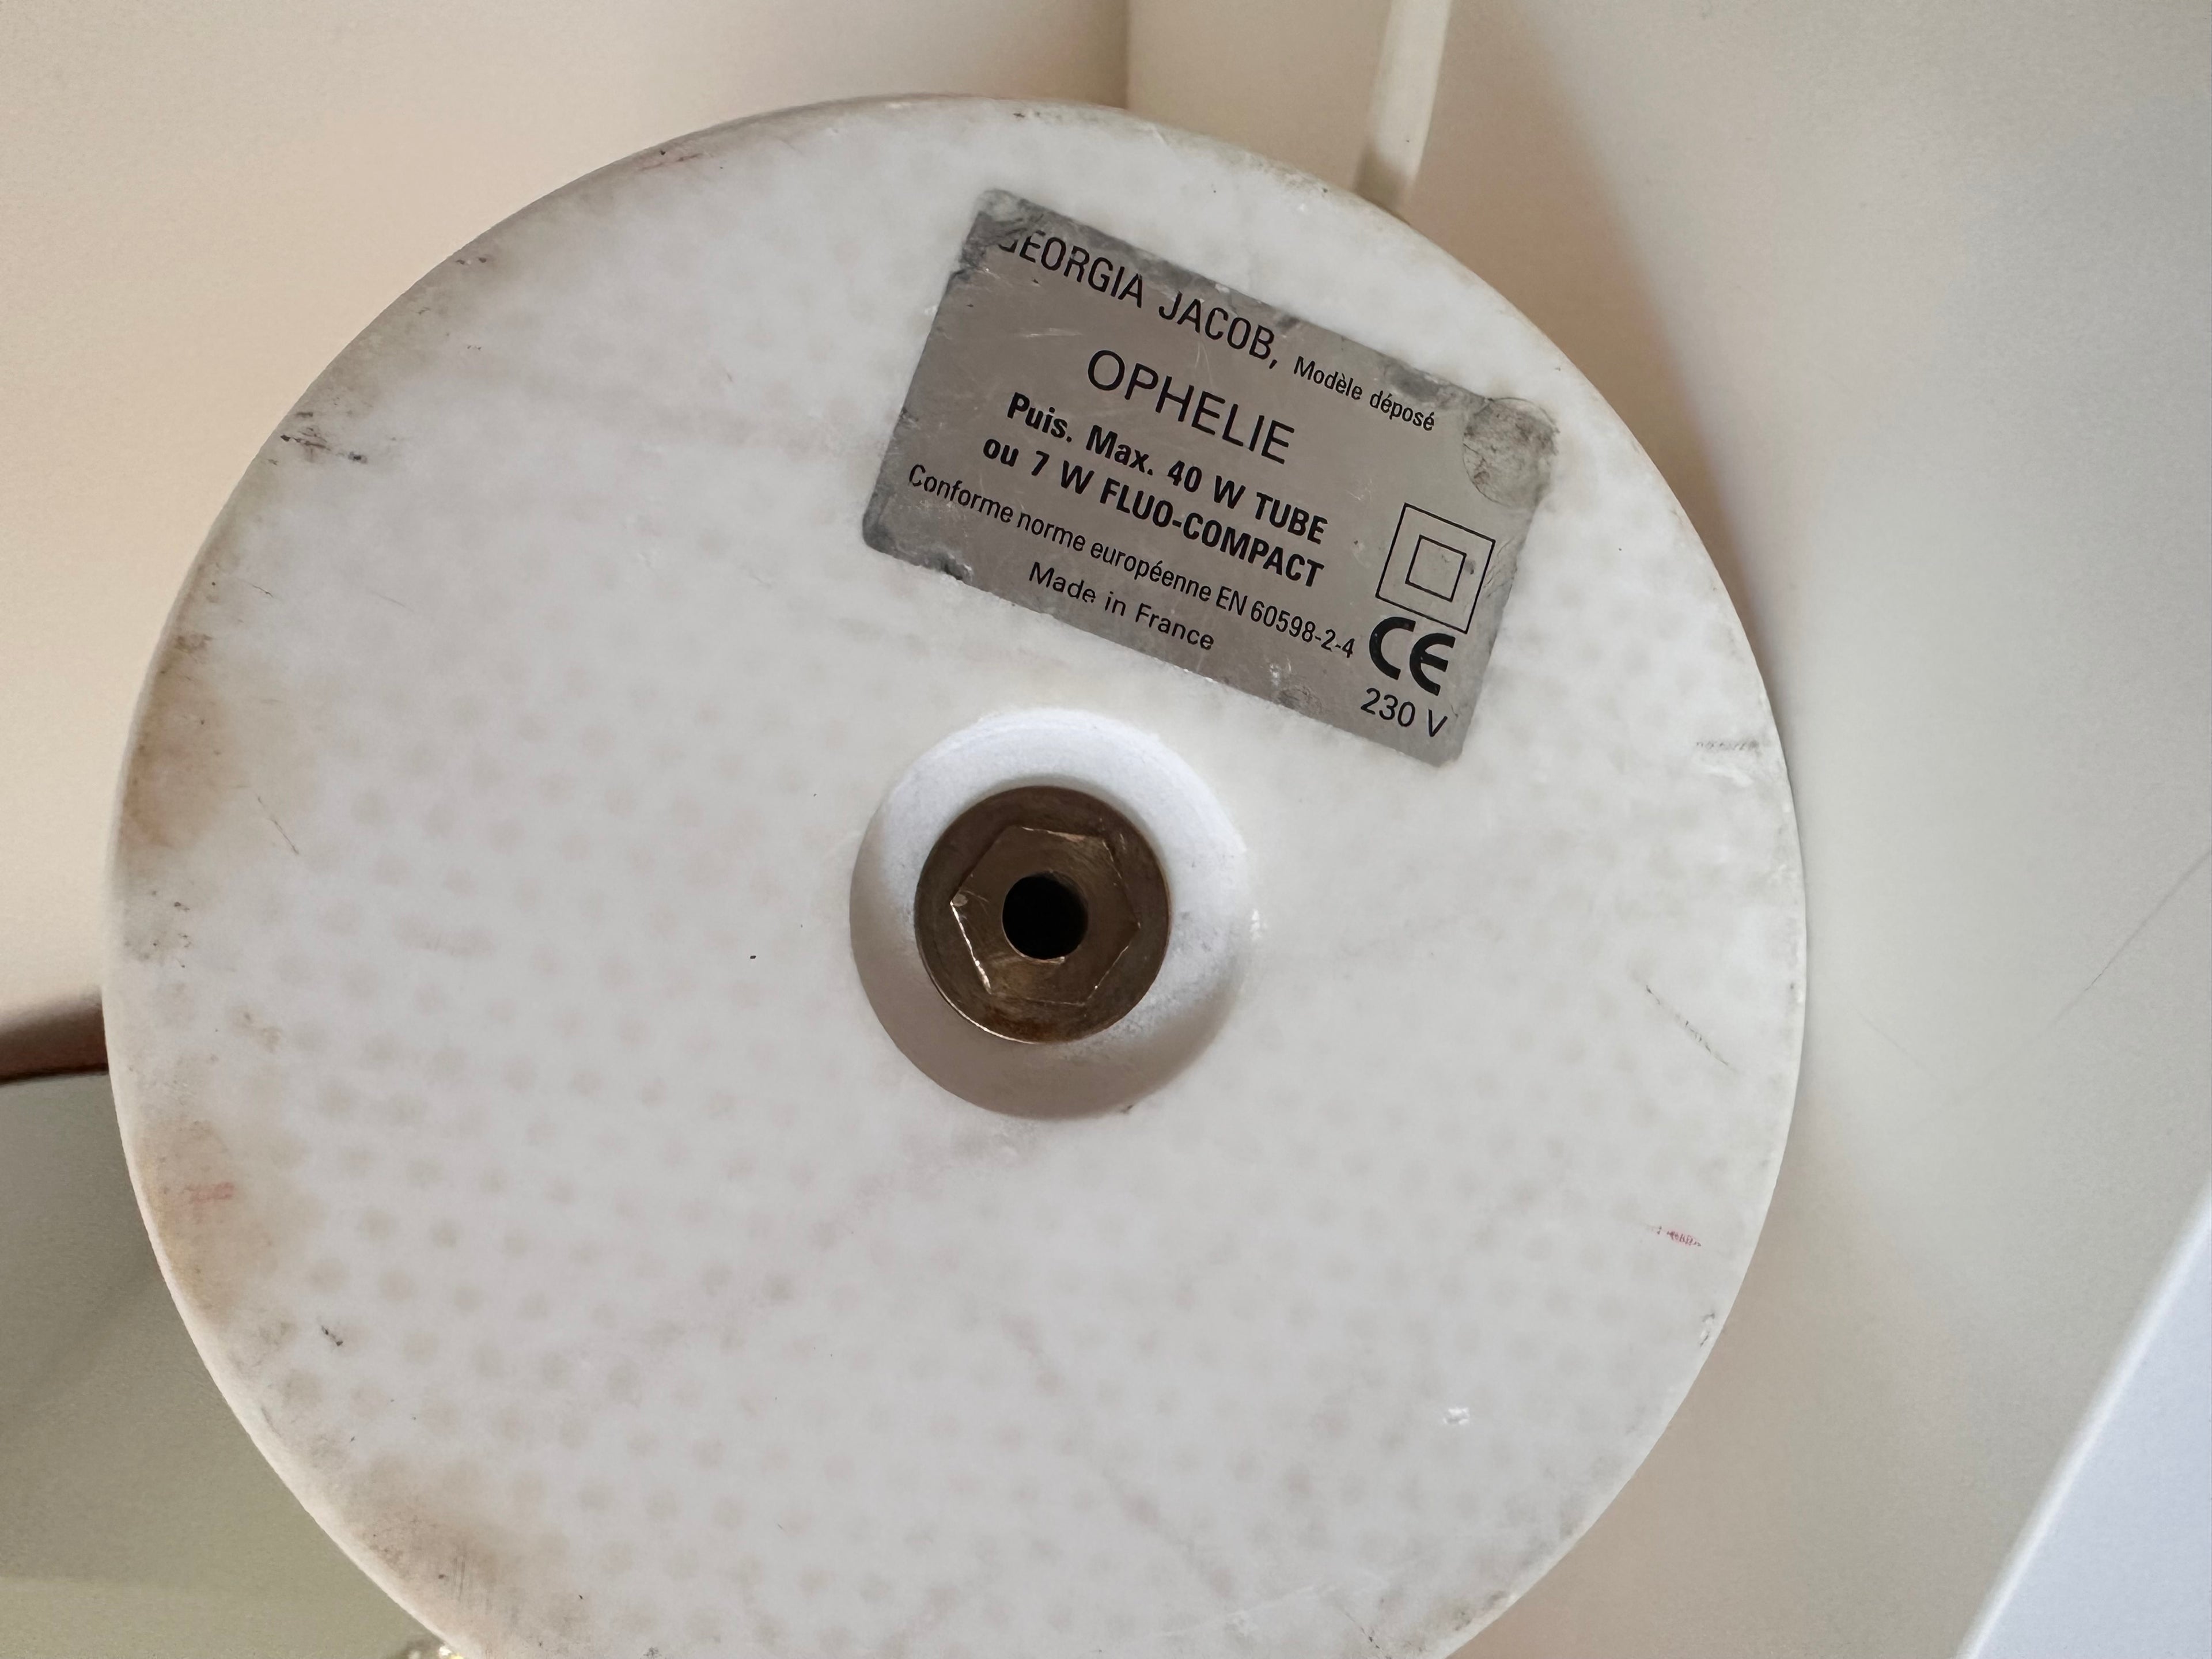 GEORGIA JACOB, Modèle déposé
OPHELIE
Puis. Max. 40 W TUBE
ou 7 W FLUO-COMPACT
Conforme norme européenne EN 60598-2-4
Made in France
CE
230 V